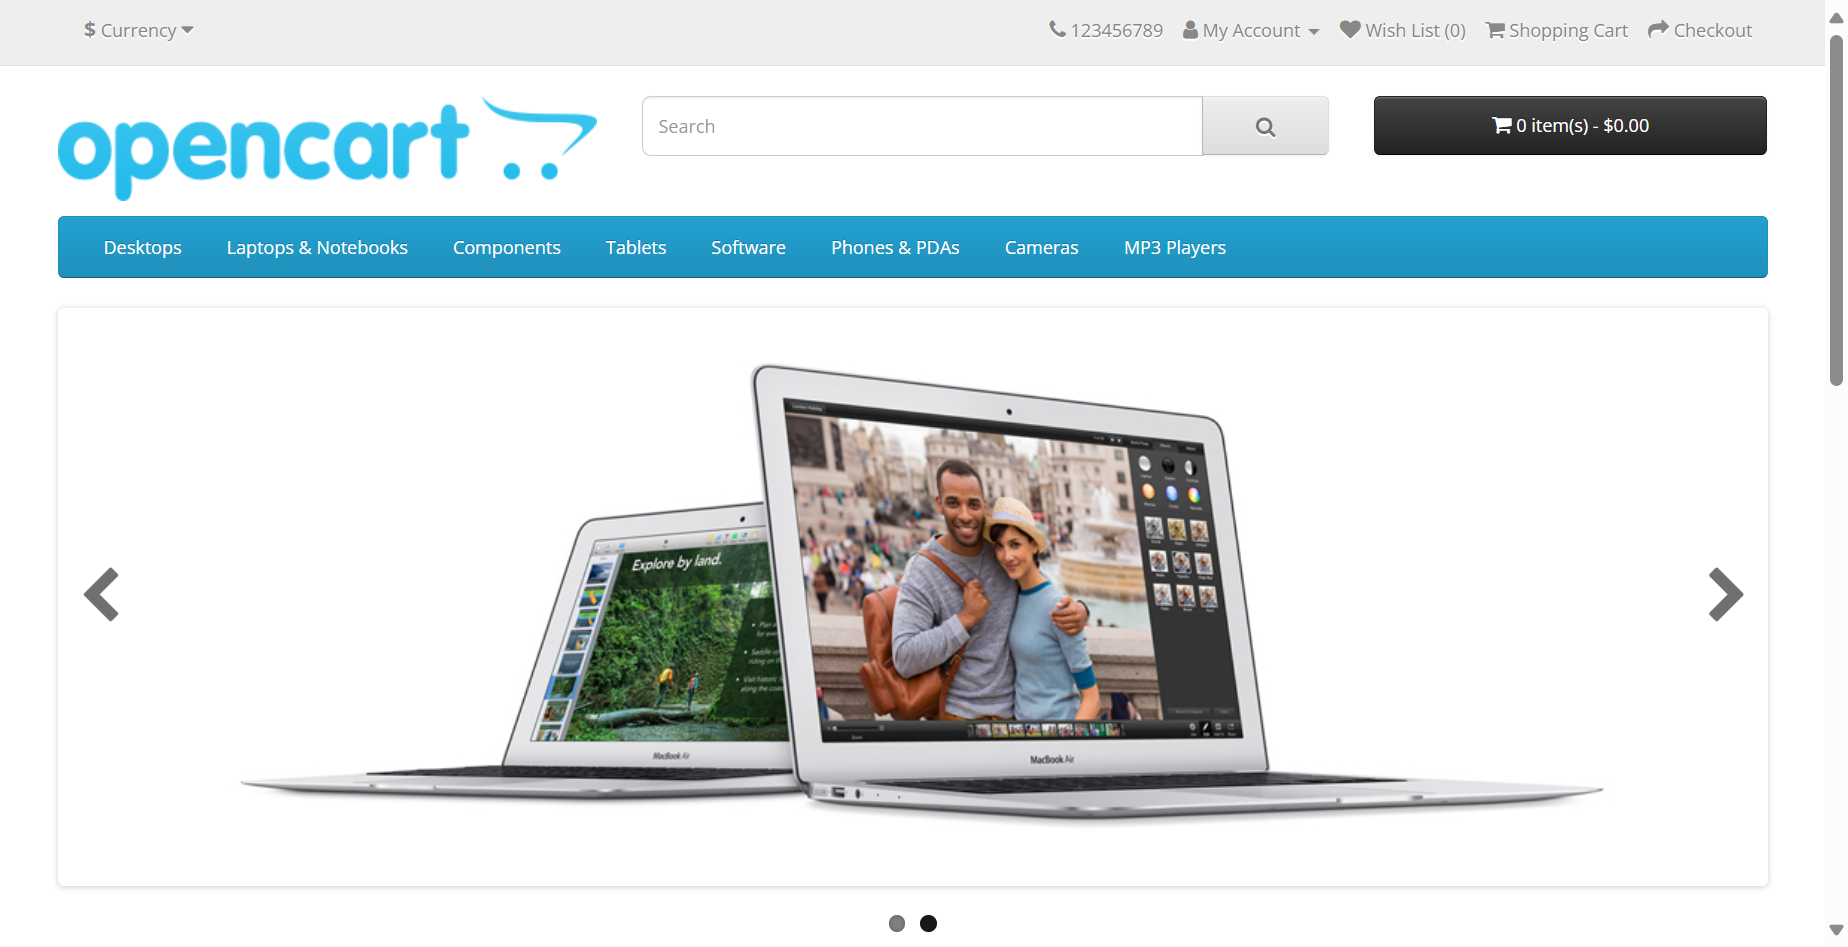 $ Currency
123456789 My Account Wish List (0) Shopping Cart Checkout
opencart
Search
0 item(s) - $0.00
Desktops Laptops & Notebooks Components Tablets Software Phones & PDAs Cameras MP3 Players
Explore by land.
MacBook Air
MacBook Air